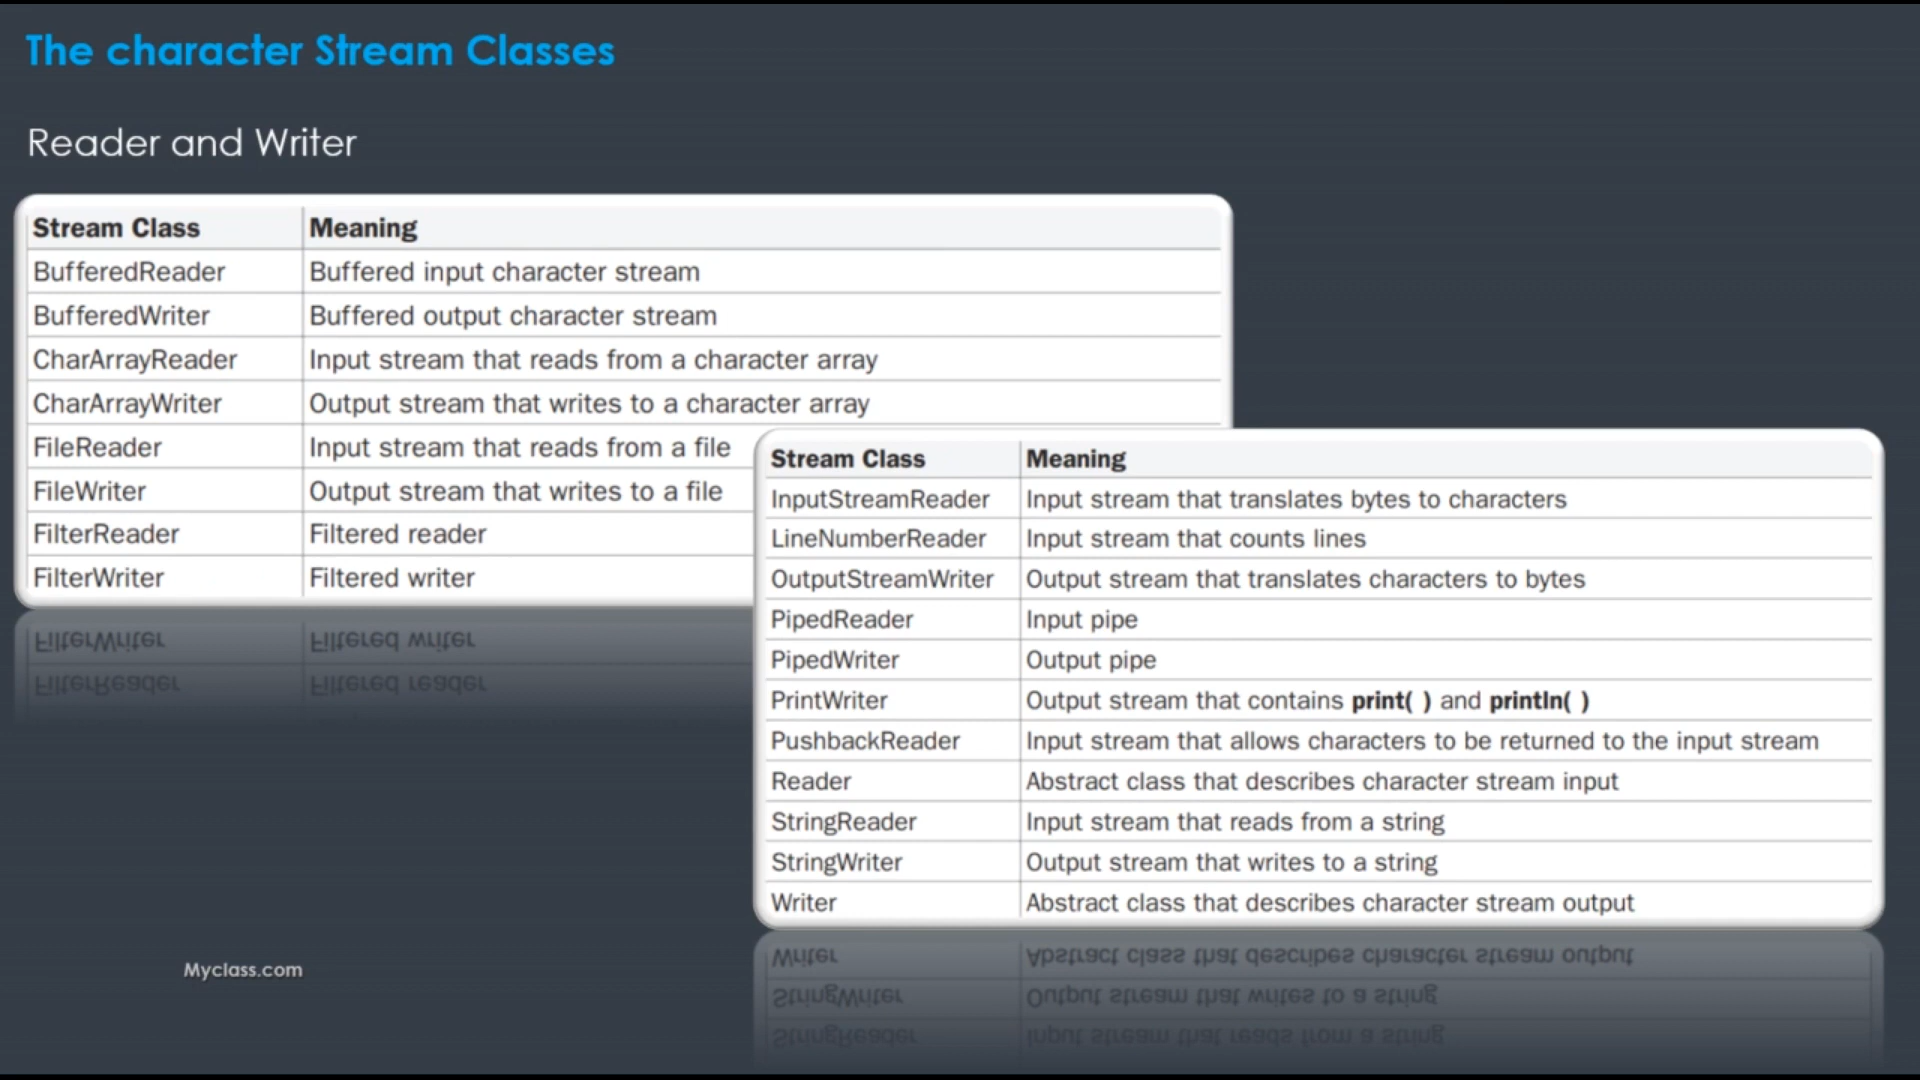 The character Stream Classes
Reader and Writer
Stream Class Meaning
BufferedReader Buffered input character stream
BufferedWriter Buffered output character stream
CharArrayReader Input stream that reads from a character array
CharArrayWriter Output stream that writes to a character array
FileReader Input stream that reads from a file
FileWriter Output stream that writes to a file
FilterReader Filtered reader
FilterWriter Filtered writer
Stream Class Meaning
InputStreamReader Input stream that translates bytes to characters
LineNumberReader Input stream that counts lines
OutputStreamWriter Output stream that translates characters to bytes
PipedReader Input pipe
PipedWriter Output pipe
PrintWriter Output stream that contains print( ) and println( )
PushbackReader Input stream that allows characters to be returned to the input stream
Reader Abstract class that describes character stream input
StringReader Input stream that reads from a string
StringWriter Output stream that writes to a string
Writer Abstract class that describes character stream output
Myclass.com